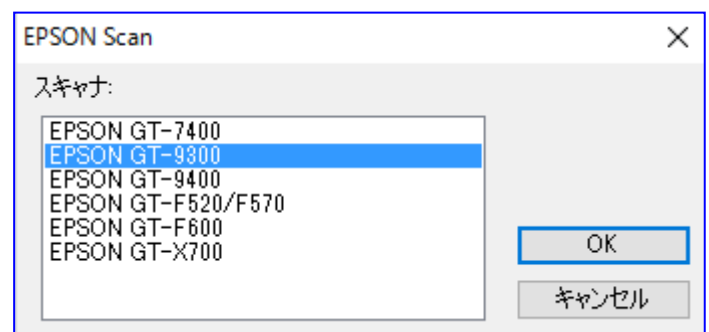 EPSON Scan
スキャナ:
EPSON GT-7400
EPSON GT-9300
EPSON GT-9400
EPSON GT-F520/F570
EPSON GT-F600
EPSON GT-X700
OK
キャンセル